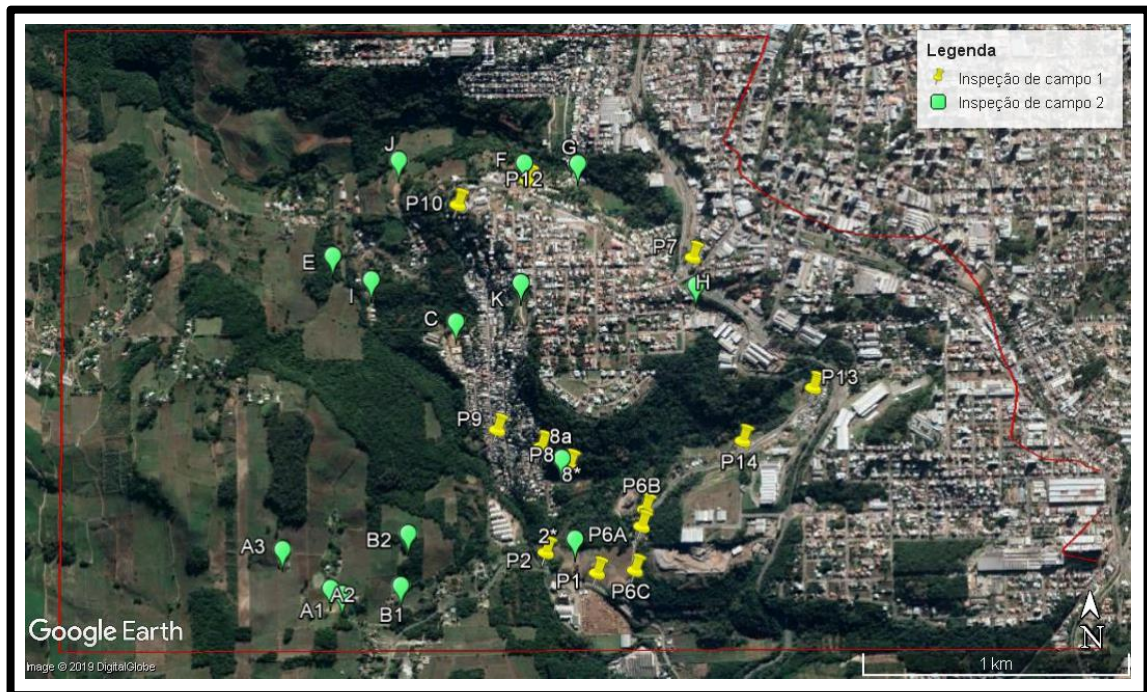 Legenda
Inspeção de campo 1
Inspeção de campo 2
J
F
G
P12
P10
P7
E
I
H
K
C
P13
P9
8a
P8
8*
P14
P6B
A3
B2
2*
P2
P6A
P1
P6C
A1
A2
B1
Google Earth
Image © 2019 DigitalGlobe
N
1 km